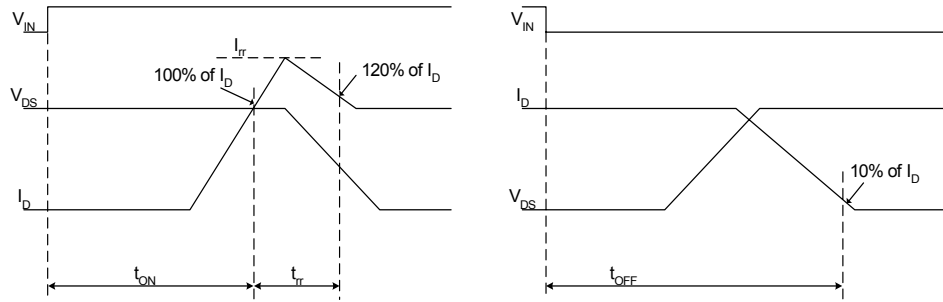 V_IN
I_rr
100% of I_D
120% of I_D
V_DS
I_D
t_ON
t_rr
V_IN
I_D
V_DS
10% of I_D
t_OFF